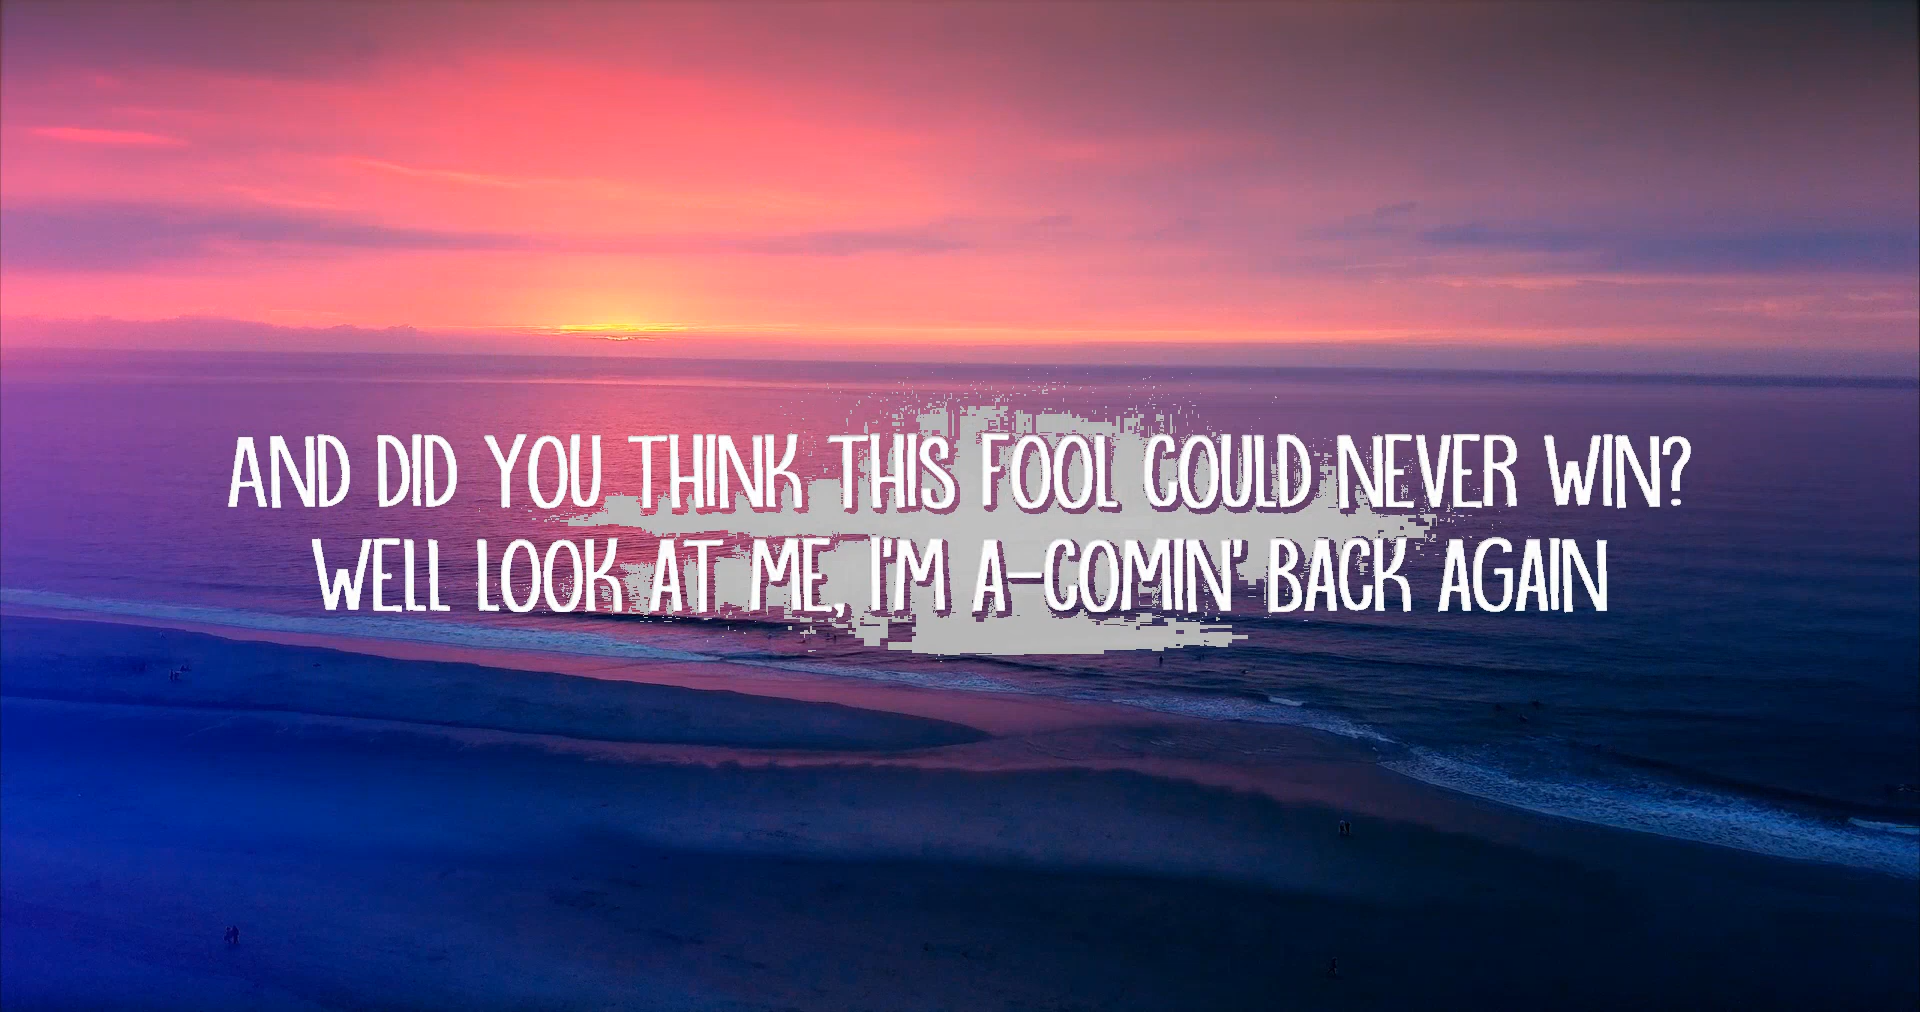 AND DID YOU THINK THIS FOOL COULD NEVER WIN?
WELL LOOK AT ME, I'M A-COMIN' BACK AGAIN